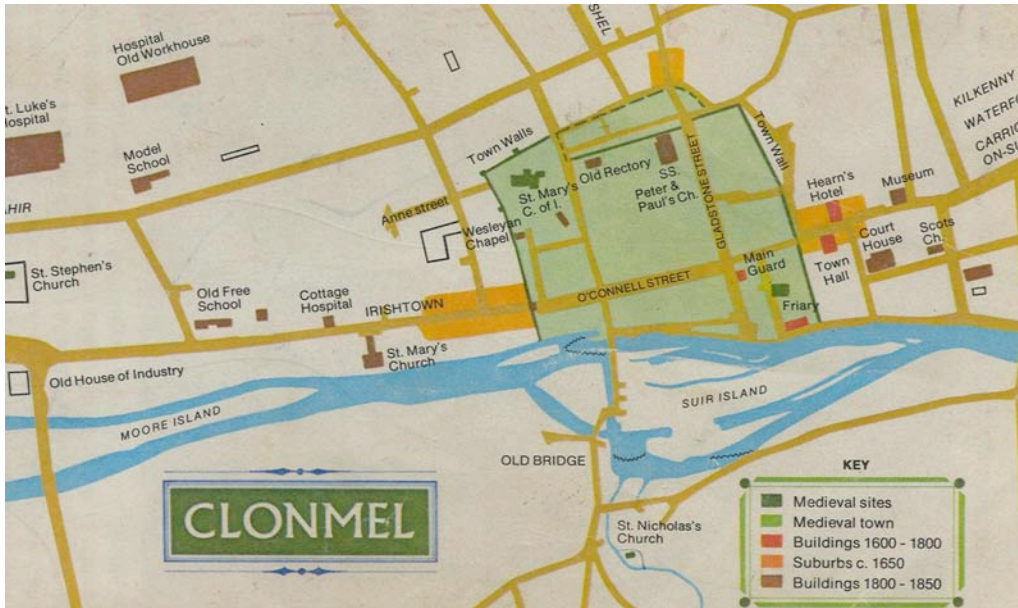 Hospital
Old Workhouse
SHEL
t. Luke's
Hospital
Model
School
Town Walls
Town Wall
KILKENNY
WATERFO
CARRIC
ON-SU
AHIR
Anne street
Wesleyan
Chapel
St. Mary's
C. of I.
Old Rectory
SS.
Peter &
Paul's Ch.
GLADSTONE STREET
Hearn's
Hotel
Museum
Court
House
Scots
Ch.
Town
Hall
Main
Guard
Friary
O'CONNELL STREET
St. Stephen's
Church
Old Free
School
Cottage
Hospital
IRISHTOWN
St. Mary's
Church
Old House of Industry
MOORE ISLAND
SUIR ISLAND
OLD BRIDGE
St. Nicholas's
Church
CLONMEL
KEY
Medieval sites
Medieval town
Buildings 1600 - 1800
Suburbs c. 1650
Buildings 1800 - 1850